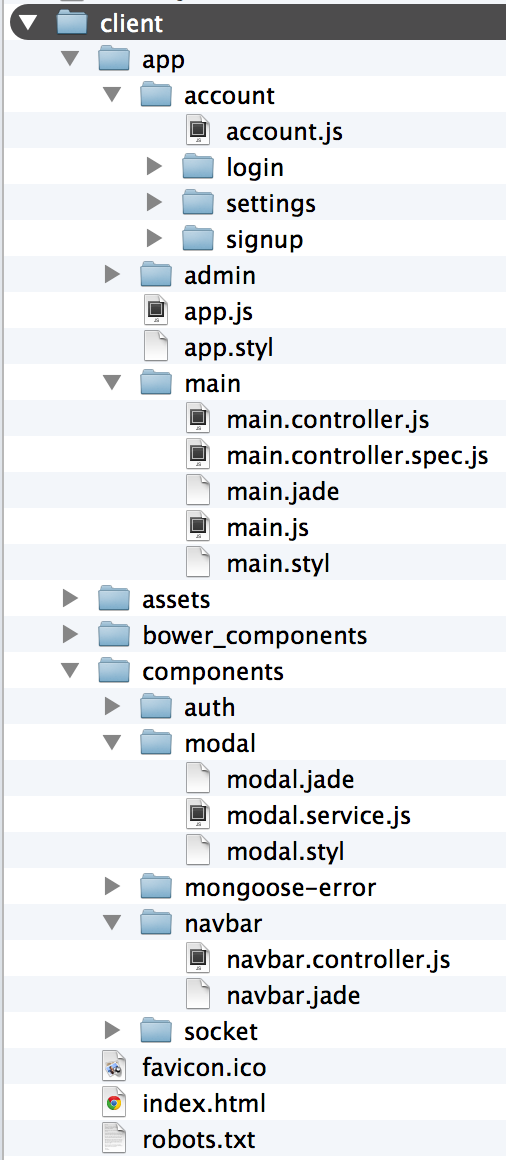 client
app
account
account.js
login
settings
signup
admin
app.js
app.styl
main
main.controller.js
main.controller.spec.js
main.jade
main.js
main.styl
assets
bower_components
components
auth
modal
modal.jade
modal.service.js
modal.styl
mongoose-error
navbar
navbar.controller.js
navbar.jade
socket
favicon.ico
index.html
robots.txt